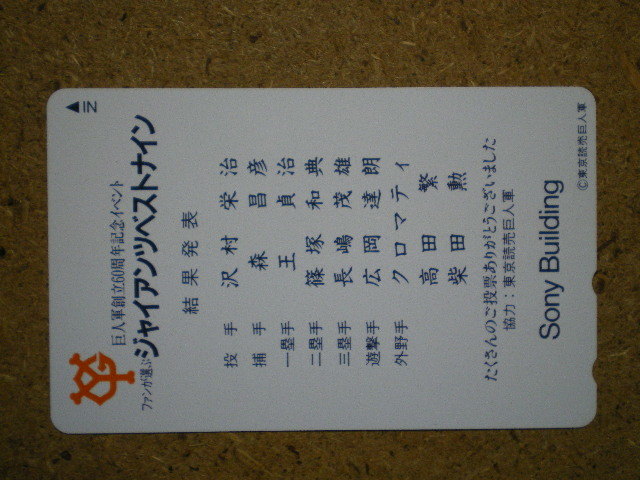 巨人軍創立60周年記念イベント
ファンが選ぶ ジャイアンツベストナイン
結果発表
投手 沢村栄治
捕手 森昌彦
一塁手 王貞治
二塁手 篠塚和典
三塁手 長嶋茂雄
遊撃手 広岡達朗
外野手 クロマティ
高田繁
柴田勲
たくさんのご投票ありがとうございました
協力：東京読売巨人軍
Sony Building
©東京読売巨人軍
IN